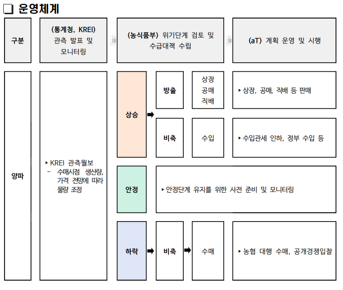 ❏ 운영체계
구분
(통계청, KREI)
관측 발표 및
모니터링
(농식품부) 위기단계 검토 및
수급대책 수립
(aT) 계획 운영 및 시행
양파
▸KREI 관측월보
- 수매시점 생산량,
가격 전망에 따라
물량 조정
상승
방출
상장
공매
직배
▸상장, 공매, 직배 등 판매
비축
수입
▸수입관세 인하, 정부 수입 등
안정
▸안정단계 유지를 위한 사전 준비 및 모니터링
하락
비축
수매
▸농협 대행 수매, 공개경쟁입찰